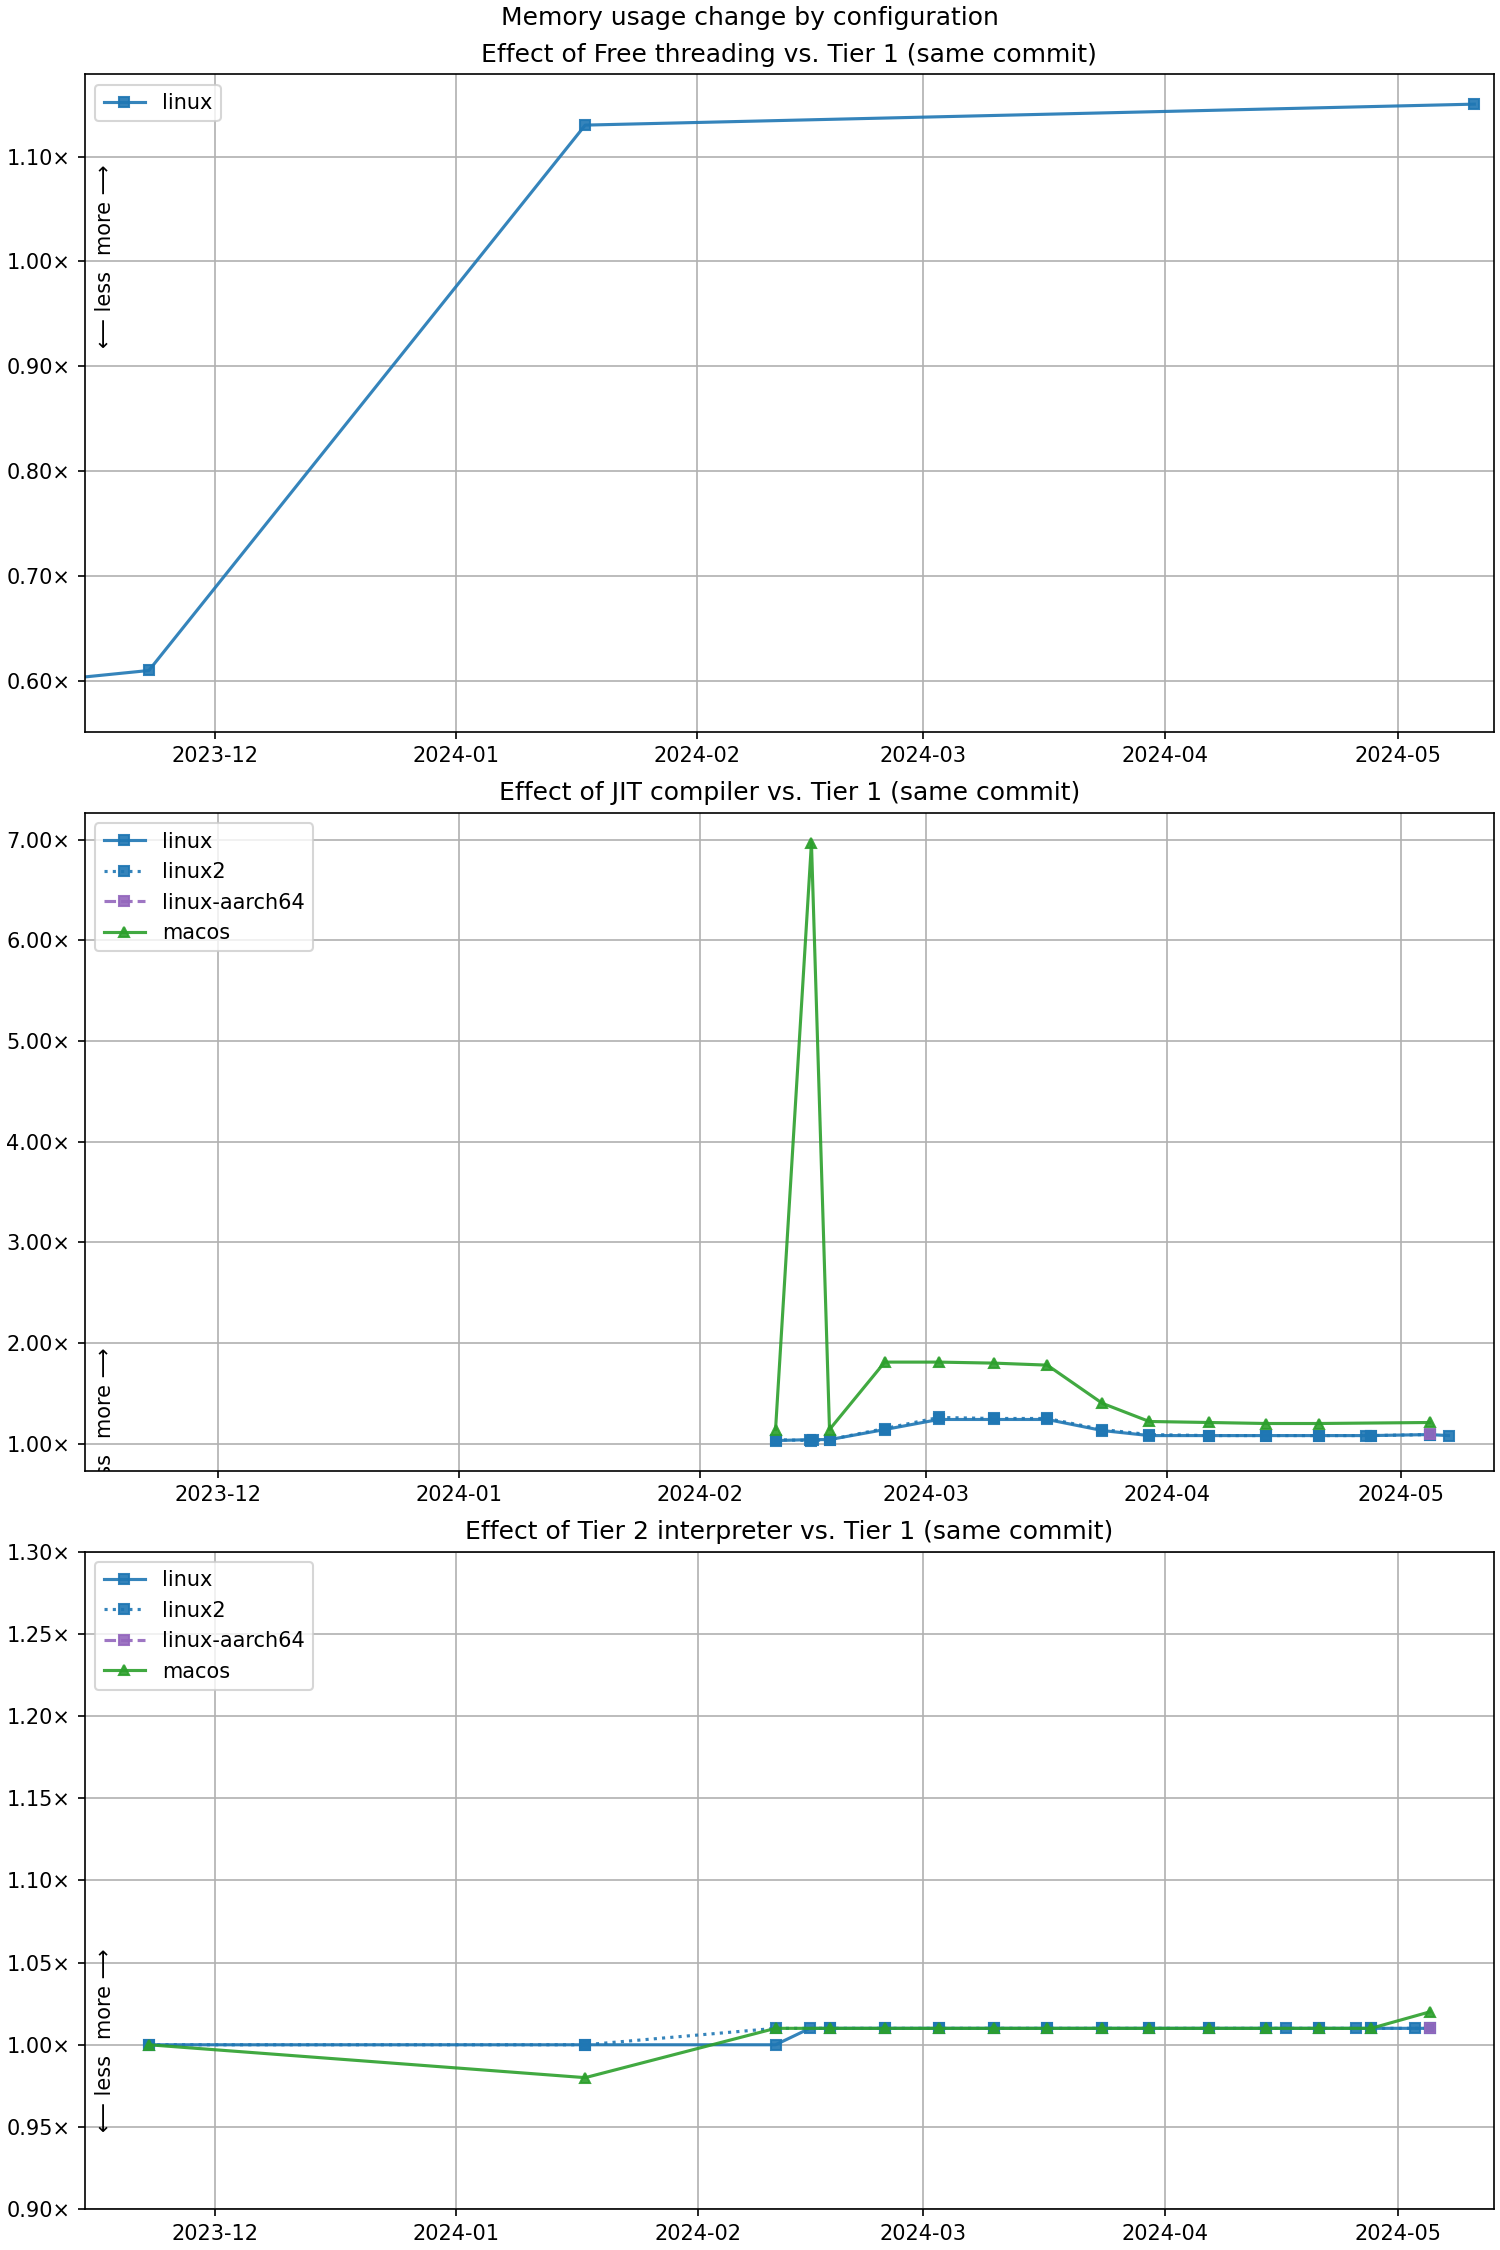 Memory usage change by configuration
Effect of Free threading vs. Tier 1 (same commit)
linux
1.10×
1.00×
0.90×
0.80×
0.70×
0.60×
← less more →
2023-12 2024-01 2024-02 2024-03 2024-04 2024-05
Effect of JIT compiler vs. Tier 1 (same commit)
linux
linux2
linux-aarch64
macos
7.00×
6.00×
5.00×
4.00×
3.00×
2.00×
1.00×
ss more →
2023-12 2024-01 2024-02 2024-03 2024-04 2024-05
Effect of Tier 2 interpreter vs. Tier 1 (same commit)
linux
linux2
linux-aarch64
macos
1.30×
1.25×
1.20×
1.15×
1.10×
1.05×
1.00×
0.95×
0.90×
← less more →
2023-12 2024-01 2024-02 2024-03 2024-04 2024-05